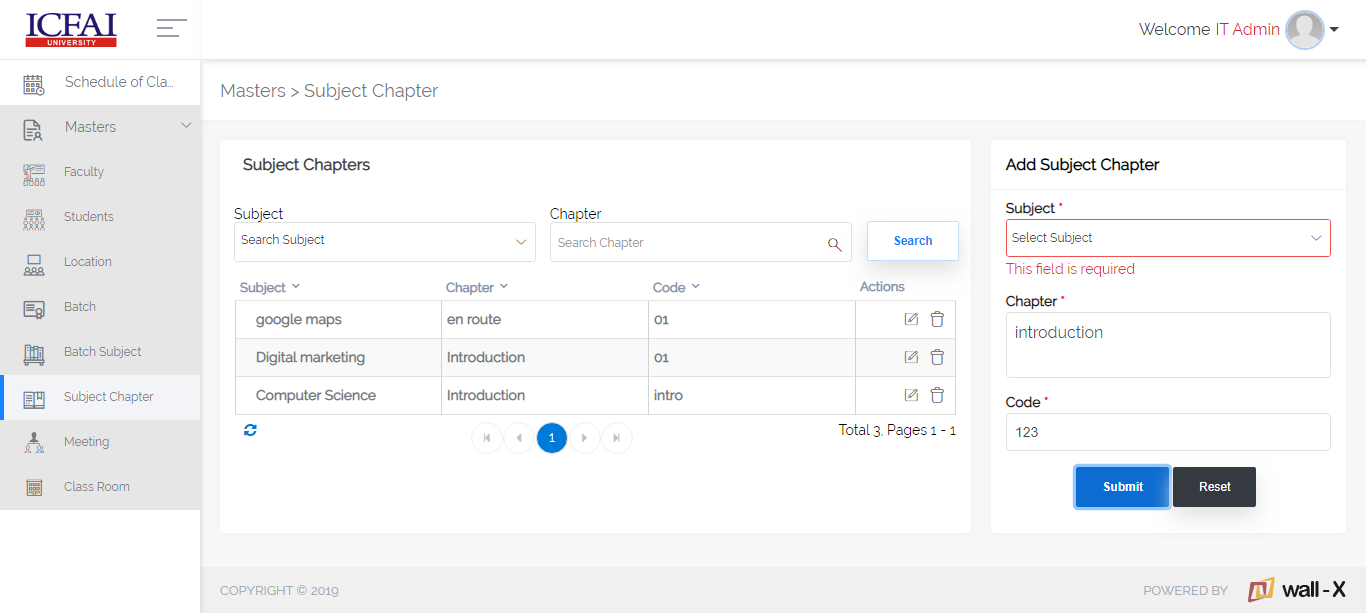 ICFAI
UNIVERSITY
Welcome IT Admin
Schedule of Cla...
Masters
Faculty
Students
Location
Batch
Batch Subject
Subject Chapter
Meeting
Class Room
Masters > Subject Chapter
Subject Chapters
Subject
Search Subject
Chapter
Search Chapter
Search
Subject Chapter Code Actions
google maps en route 01
Digital marketing Introduction 01
Computer Science Introduction intro
1
Total 3, Pages 1 - 1
Add Subject Chapter
Subject *
Select Subject
This field is required
Chapter *
introduction
Code *
123
Submit Reset
COPYRIGHT © 2019
POWERED BY wall-X